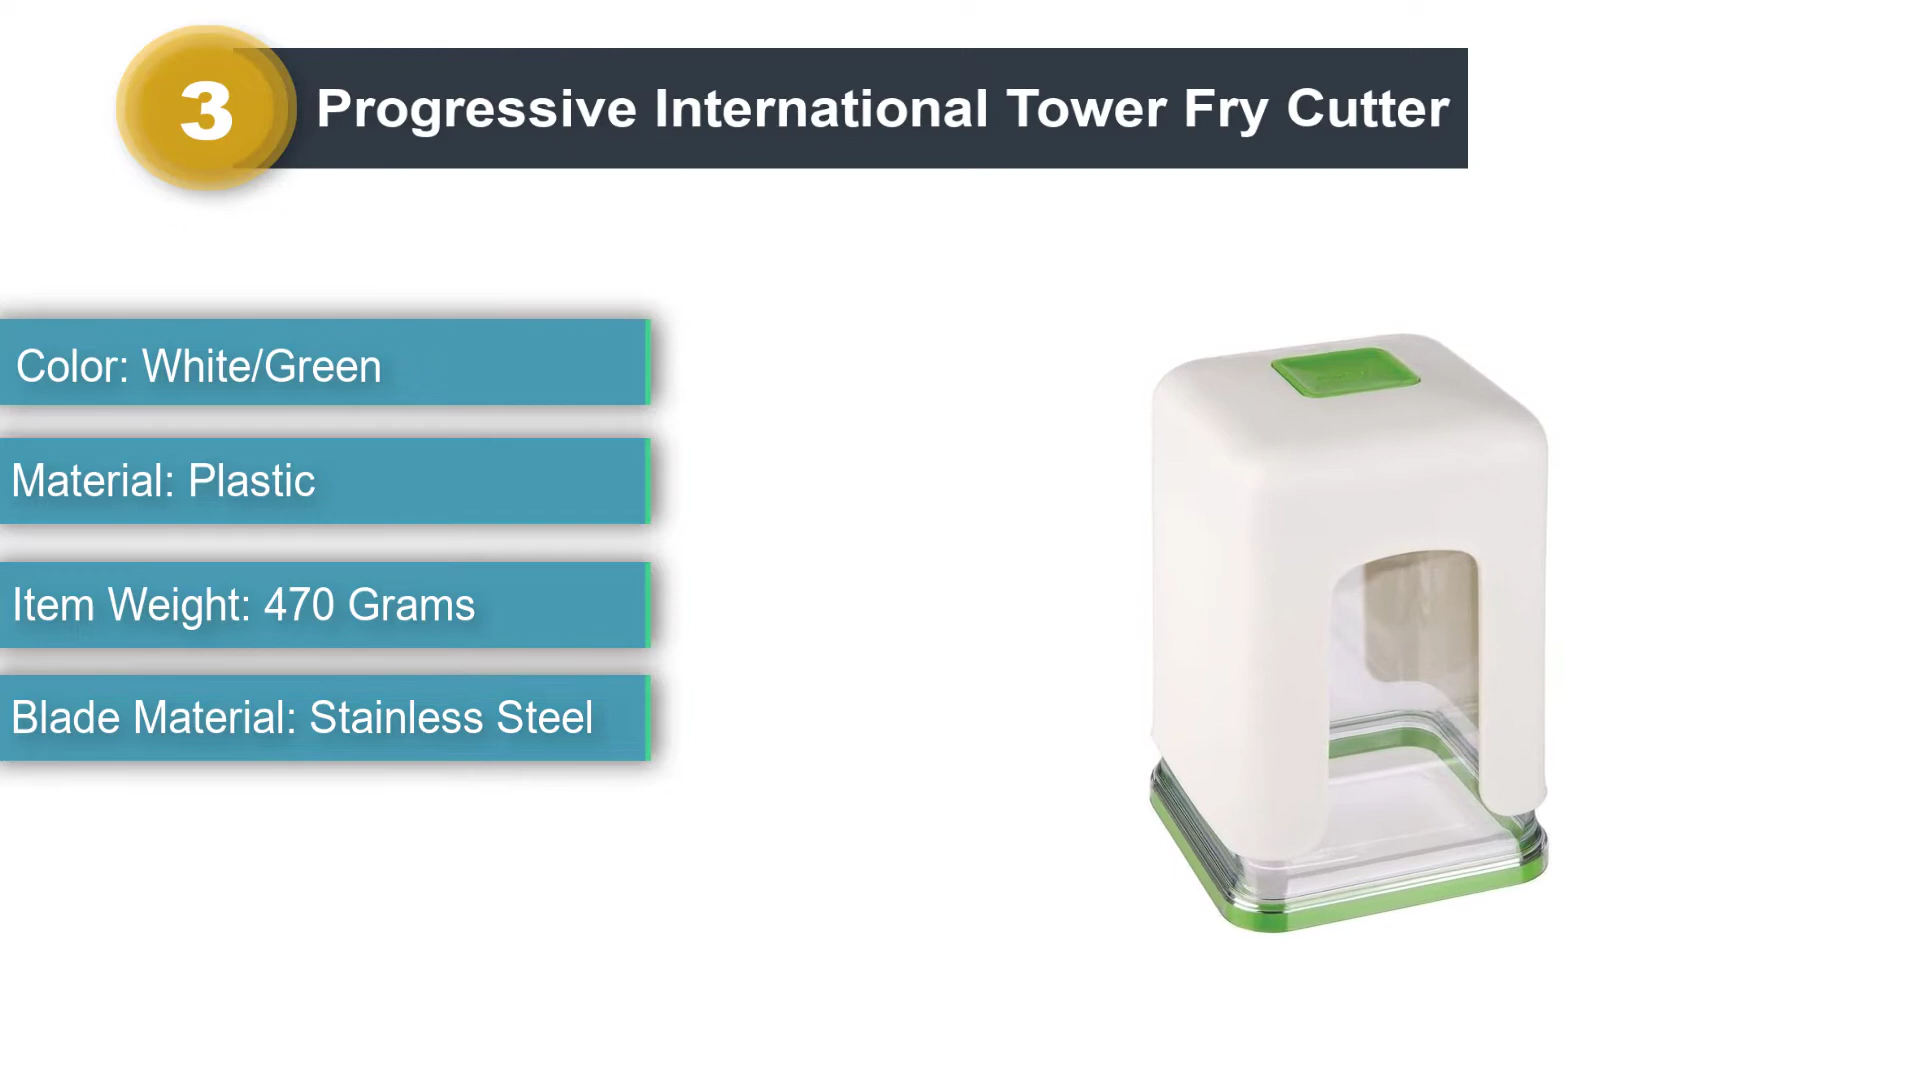 3
Progressive International Tower Fry Cutter
Color: White/Green
Material: Plastic
Item Weight: 470 Grams
Blade Material: Stainless Steel